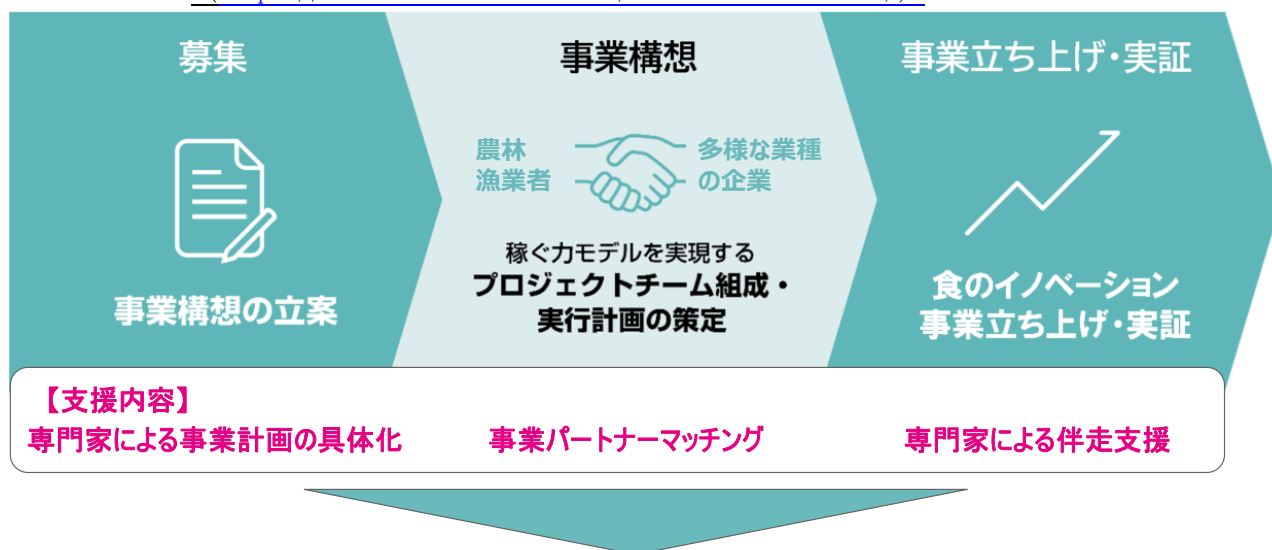 募集
事業構想
事業立ち上げ・実証
農林
漁業者
多様な業種
の企業
稼ぐ力モデルを実現する
プロジェクトチーム組成・
実行計画の策定
事業構想の立案
食のイノベーション
事業立ち上げ・実証
【支援内容】
専門家による事業計画の具体化
事業パートナーマッチング
専門家による伴走支援